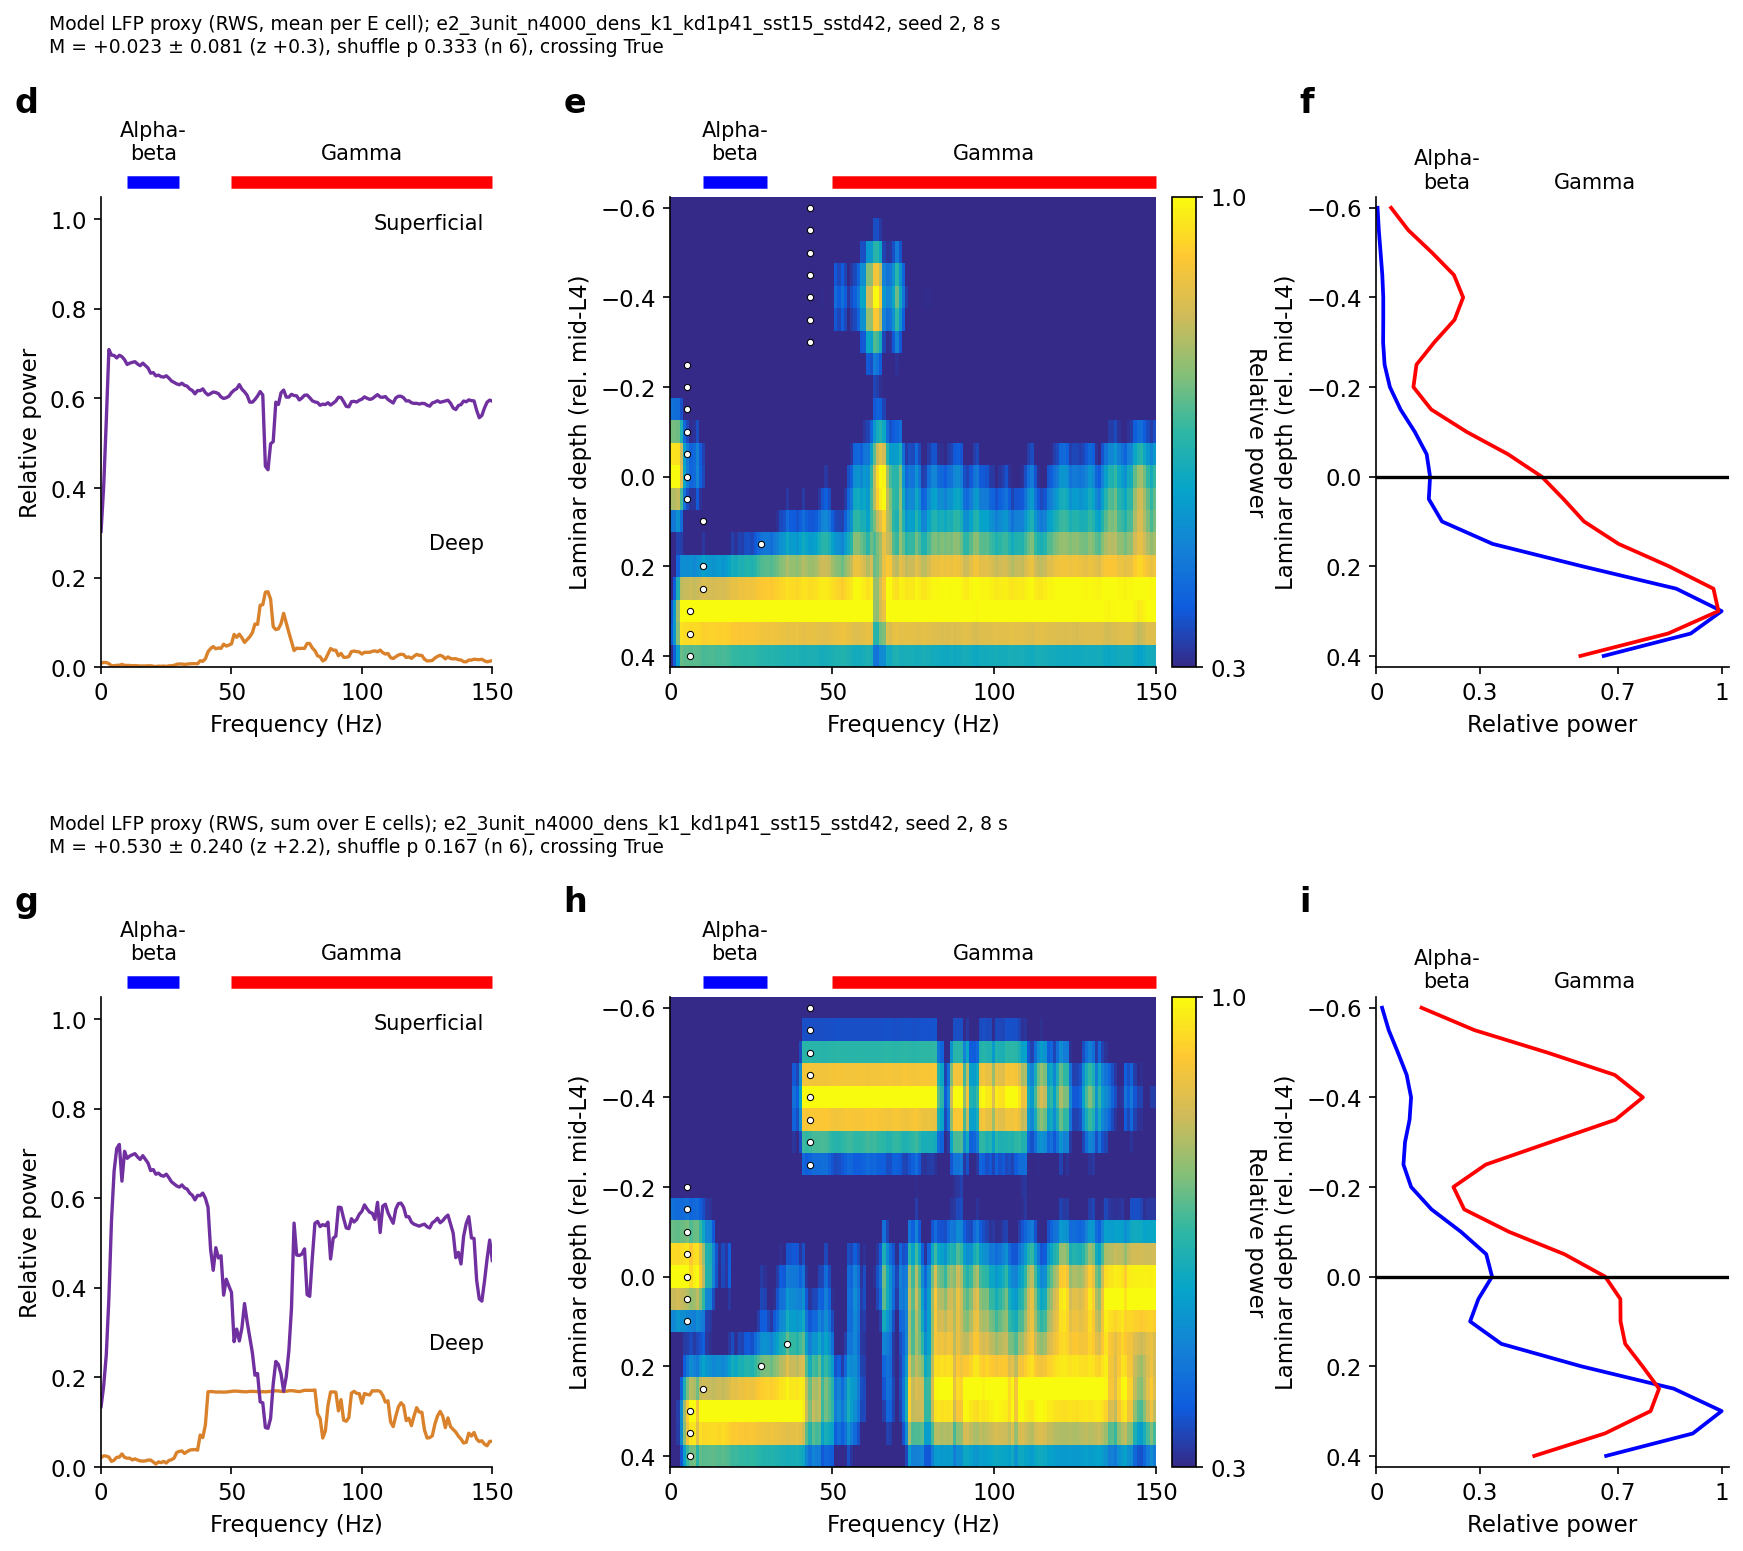 Model LFP proxy (RWS, mean per E cell); e2_3unit_n4000_dens_k1_kd1p41_sst15_sstd42, seed 2, 8 s
M = +0.023 ± 0.081 (z +0.3), shuffle p 0.333 (n 6), crossing True
d
Alpha-
beta
Gamma
Superficial
Deep
Relative power
1.0
0.8
0.6
0.4
0.2
0.0
0
50
100
150
Frequency (Hz)
e
Alpha-
beta
Gamma
Laminar depth (rel. mid-L4)
−0.6
−0.4
−0.2
0.0
0.2
0.4
0
50
100
150
Frequency (Hz)
1.0
0.3
Relative power
f
Alpha-
beta
Gamma
Laminar depth (rel. mid-L4)
−0.6
−0.4
−0.2
0.0
0.2
0.4
0
0.3
0.7
1
Relative power
Model LFP proxy (RWS, sum over E cells); e2_3unit_n4000_dens_k1_kd1p41_sst15_sstd42, seed 2, 8 s
M = +0.530 ± 0.240 (z +2.2), shuffle p 0.167 (n 6), crossing True
g
Alpha-
beta
Gamma
Superficial
Deep
Relative power
1.0
0.8
0.6
0.4
0.2
0.0
0
50
100
150
Frequency (Hz)
h
Alpha-
beta
Gamma
Laminar depth (rel. mid-L4)
−0.6
−0.4
−0.2
0.0
0.2
0.4
0
50
100
150
Frequency (Hz)
1.0
0.3
Relative power
i
Alpha-
beta
Gamma
Laminar depth (rel. mid-L4)
−0.6
−0.4
−0.2
0.0
0.2
0.4
0
0.3
0.7
1
Relative power